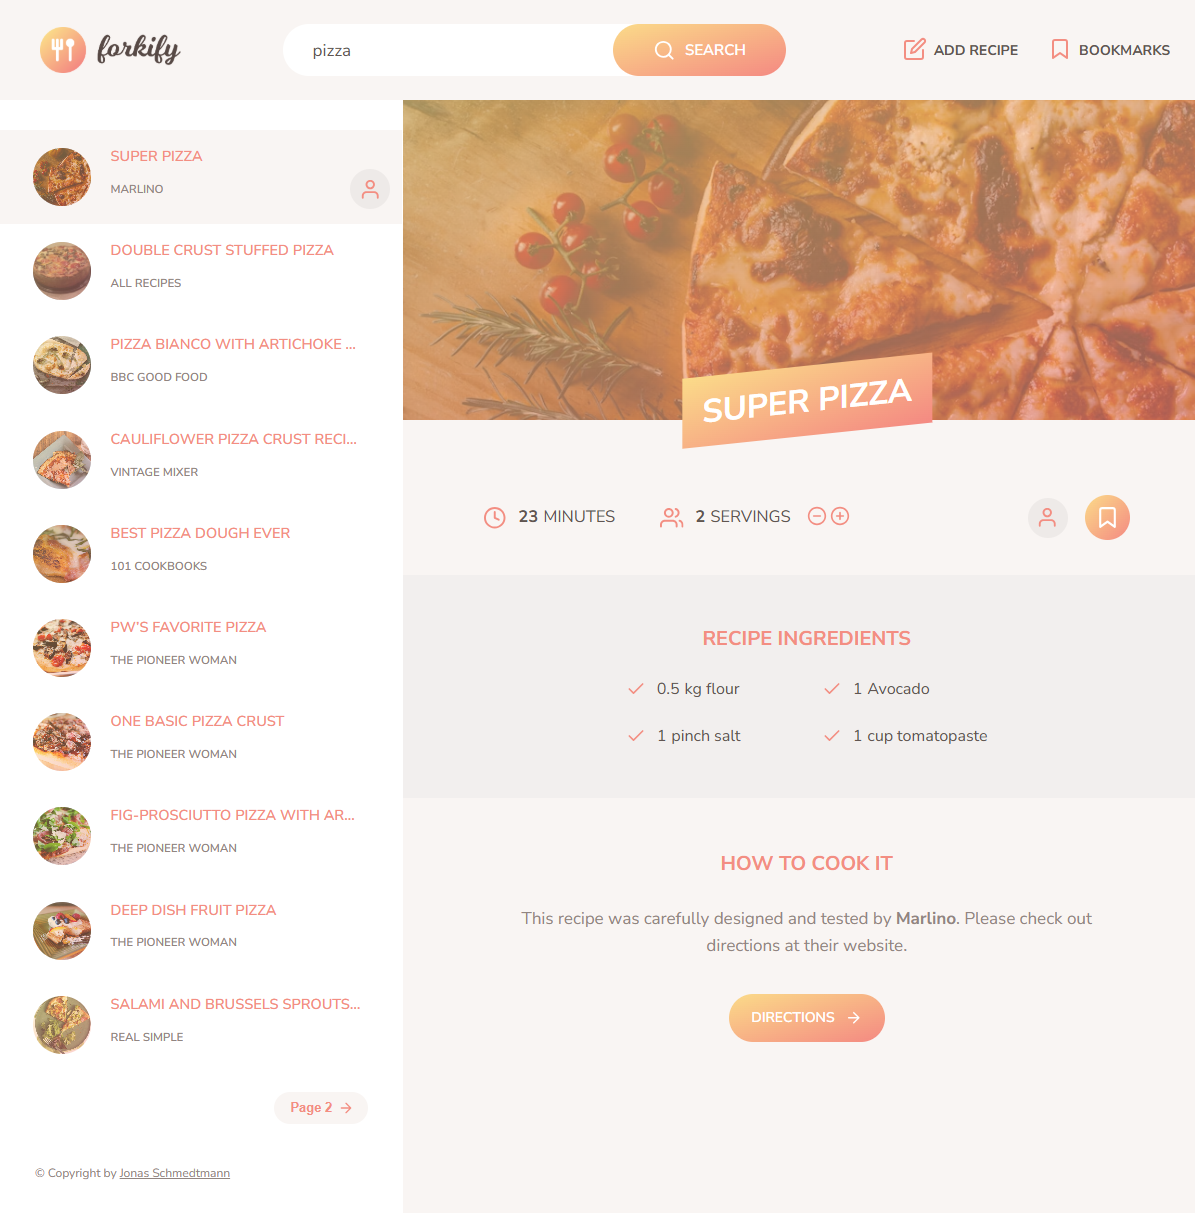 forkify
pizza
SEARCH
ADD RECIPE
BOOKMARKS
SUPER PIZZA
MARLINO
DOUBLE CRUST STUFFED PIZZA
ALL RECIPES
PIZZA BIANCO WITH ARTICHOKE ...
BBC GOOD FOOD
CAULIFLOWER PIZZA CRUST RECI...
VINTAGE MIXER
BEST PIZZA DOUGH EVER
101 COOKBOOKS
PW'S FAVORITE PIZZA
THE PIONEER WOMAN
ONE BASIC PIZZA CRUST
THE PIONEER WOMAN
FIG-PROSCIUTTO PIZZA WITH AR...
THE PIONEER WOMAN
DEEP DISH FRUIT PIZZA
THE PIONEER WOMAN
SALAMI AND BRUSSELS SPROUTS...
REAL SIMPLE
Page 2
© Copyright by Jonas Schmedtmann
SUPER PIZZA
23 MINUTES
2 SERVINGS
RECIPE INGREDIENTS
0.5 kg flour
1 Avocado
1 pinch salt
1 cup tomatopaste
HOW TO COOK IT
This recipe was carefully designed and tested by Marlino. Please check out
directions at their website.
DIRECTIONS